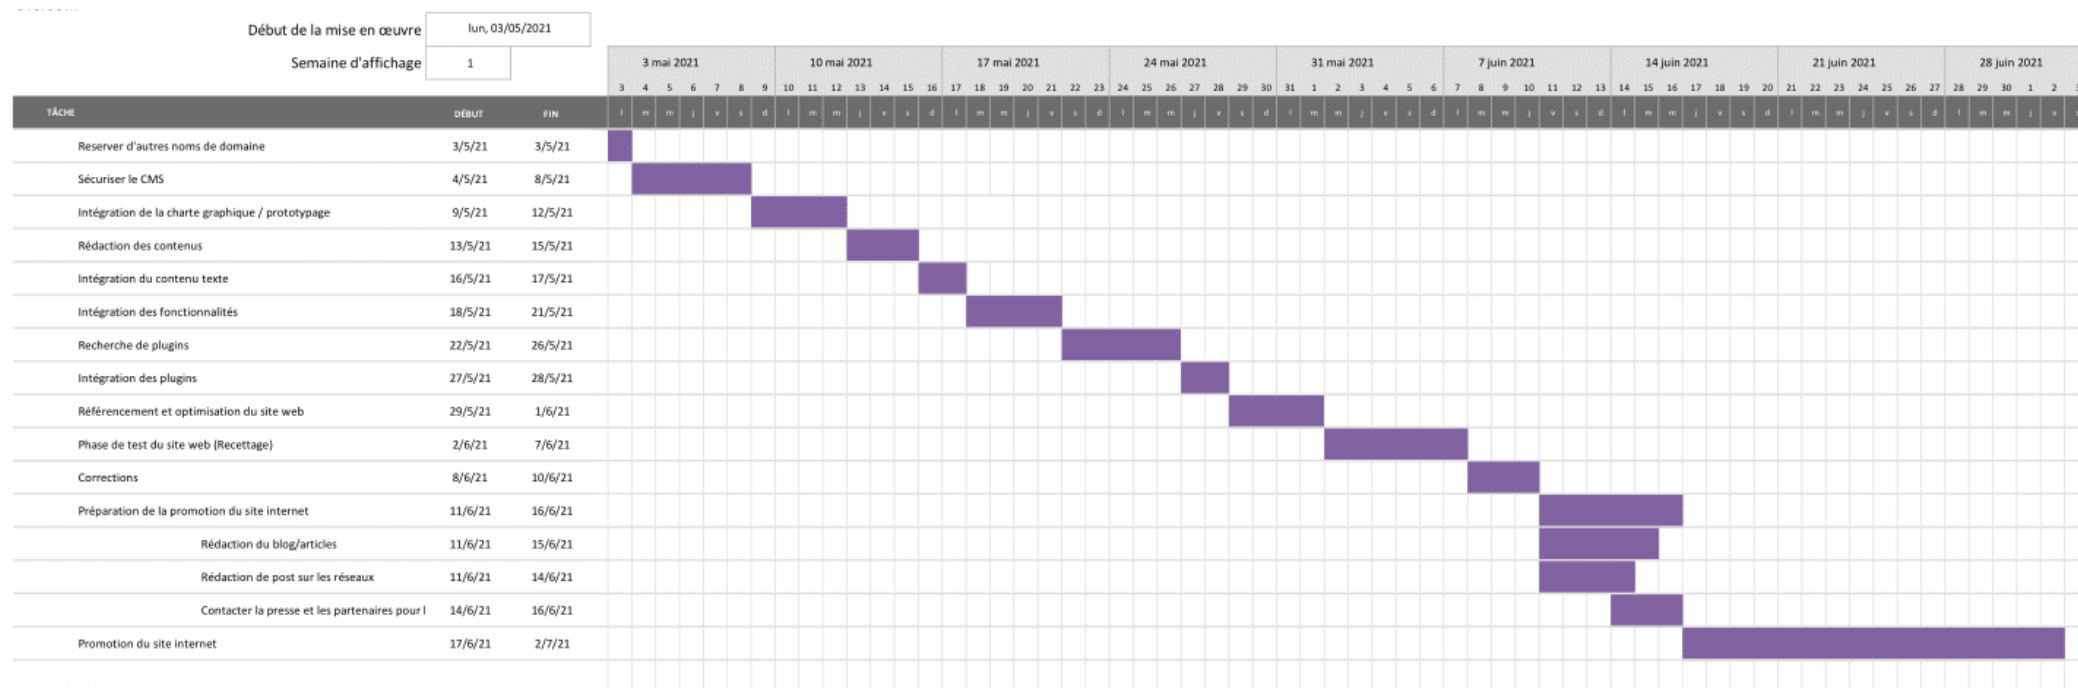 Début de la mise en œuvre lun, 03/05/2021
Semaine d'affichage 1
3 mai 2021 10 mai 2021 17 mai 2021 24 mai 2021 31 mai 2021 7 juin 2021 14 juin 2021 21 juin 2021 28 juin 2021
3 4 5 6 7 8 9 10 11 12 13 14 15 16 17 18 19 20 21 22 23 24 25 26 27 28 29 30 31 1 2 3 4 5 6 7 8 9 10 11 12 13 14 15 16 17 18 19 20 21 22 23 24 25 26 27 28 29 30 1 2
TÂCHE DÉBUT FIN l m m j v s d l m m j v s d l m m j v s d l m m j v s d l m m j v s d l m m j v s d l m m j v s d l m m j v s d l m m j v
Reserver d'autres noms de domaine 3/5/21 3/5/21
Sécuriser le CMS 4/5/21 8/5/21
Intégration de la charte graphique / prototypage 9/5/21 12/5/21
Rédaction des contenus 13/5/21 15/5/21
Intégration du contenu texte 16/5/21 17/5/21
Intégration des fonctionnalités 18/5/21 21/5/21
Recherche de plugins 22/5/21 26/5/21
Intégration des plugins 27/5/21 28/5/21
Référencement et optimisation du site web 29/5/21 1/6/21
Phase de test du site web (Recettage) 2/6/21 7/6/21
Corrections 8/6/21 10/6/21
Préparation de la promotion du site internet 11/6/21 16/6/21
Rédaction du blog/articles 11/6/21 15/6/21
Rédaction de post sur les réseaux 11/6/21 14/6/21
Contacter la presse et les partenaires pour l 14/6/21 16/6/21
Promotion du site internet 17/6/21 2/7/21